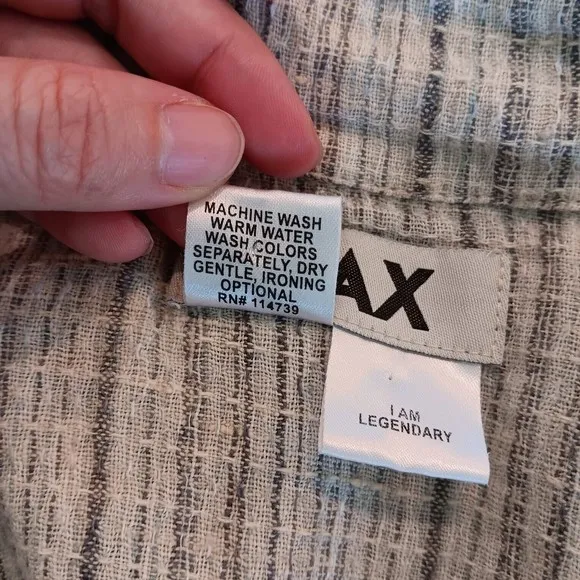 MACHINE WASH
WARM WATER
WASH COLORS
SEPARATELY, DRY
GENTLE, IRONING
OPTIONAL
RN# 114739
AX
I AM
LEGENDARY